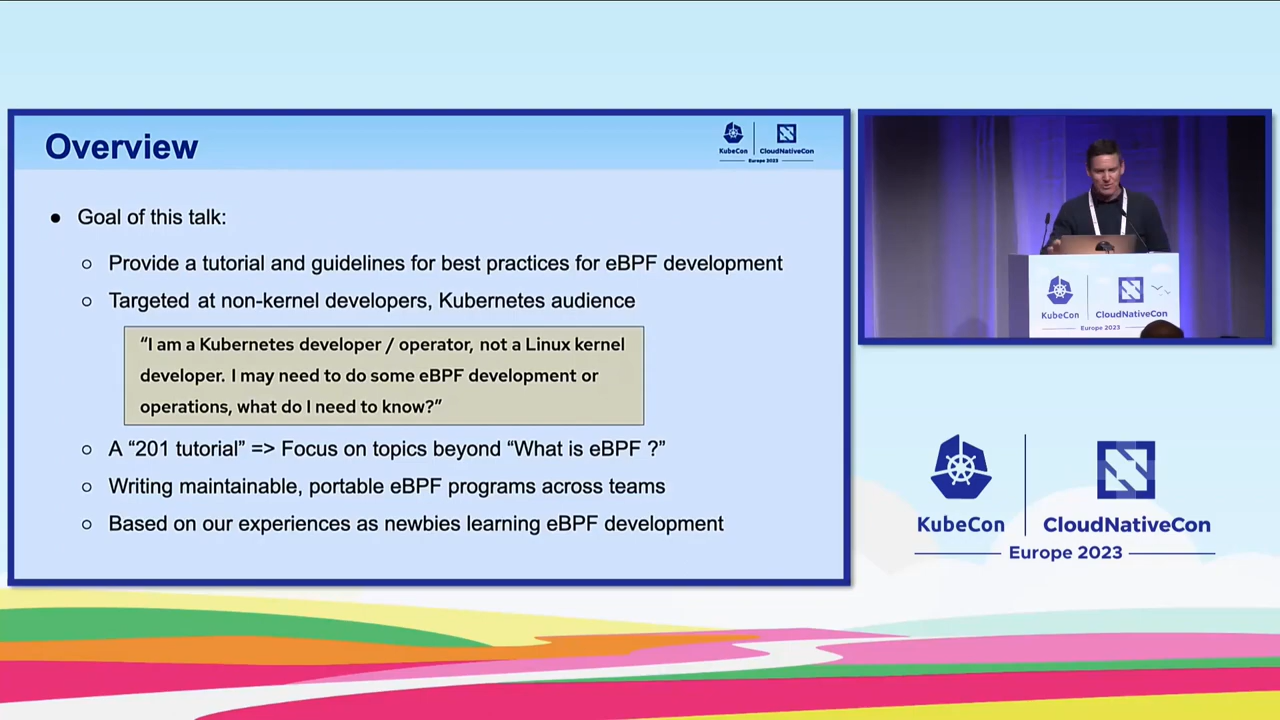 Overview
KubeCon
CloudNativeCon
Europe 2023
● Goal of this talk:
○ Provide a tutorial and guidelines for best practices for eBPF development
○ Targeted at non-kernel developers, Kubernetes audience
“I am a Kubernetes developer / operator, not a Linux kernel
developer. I may need to do some eBPF development or
operations, what do I need to know?”
○ A “201 tutorial” => Focus on topics beyond “What is eBPF ?”
○ Writing maintainable, portable eBPF programs across teams
○ Based on our experiences as newbies learning eBPF development
KubeCon
CloudNativeCon
Europe 2023
KubeCon
CloudNativeCon
Europe 2023